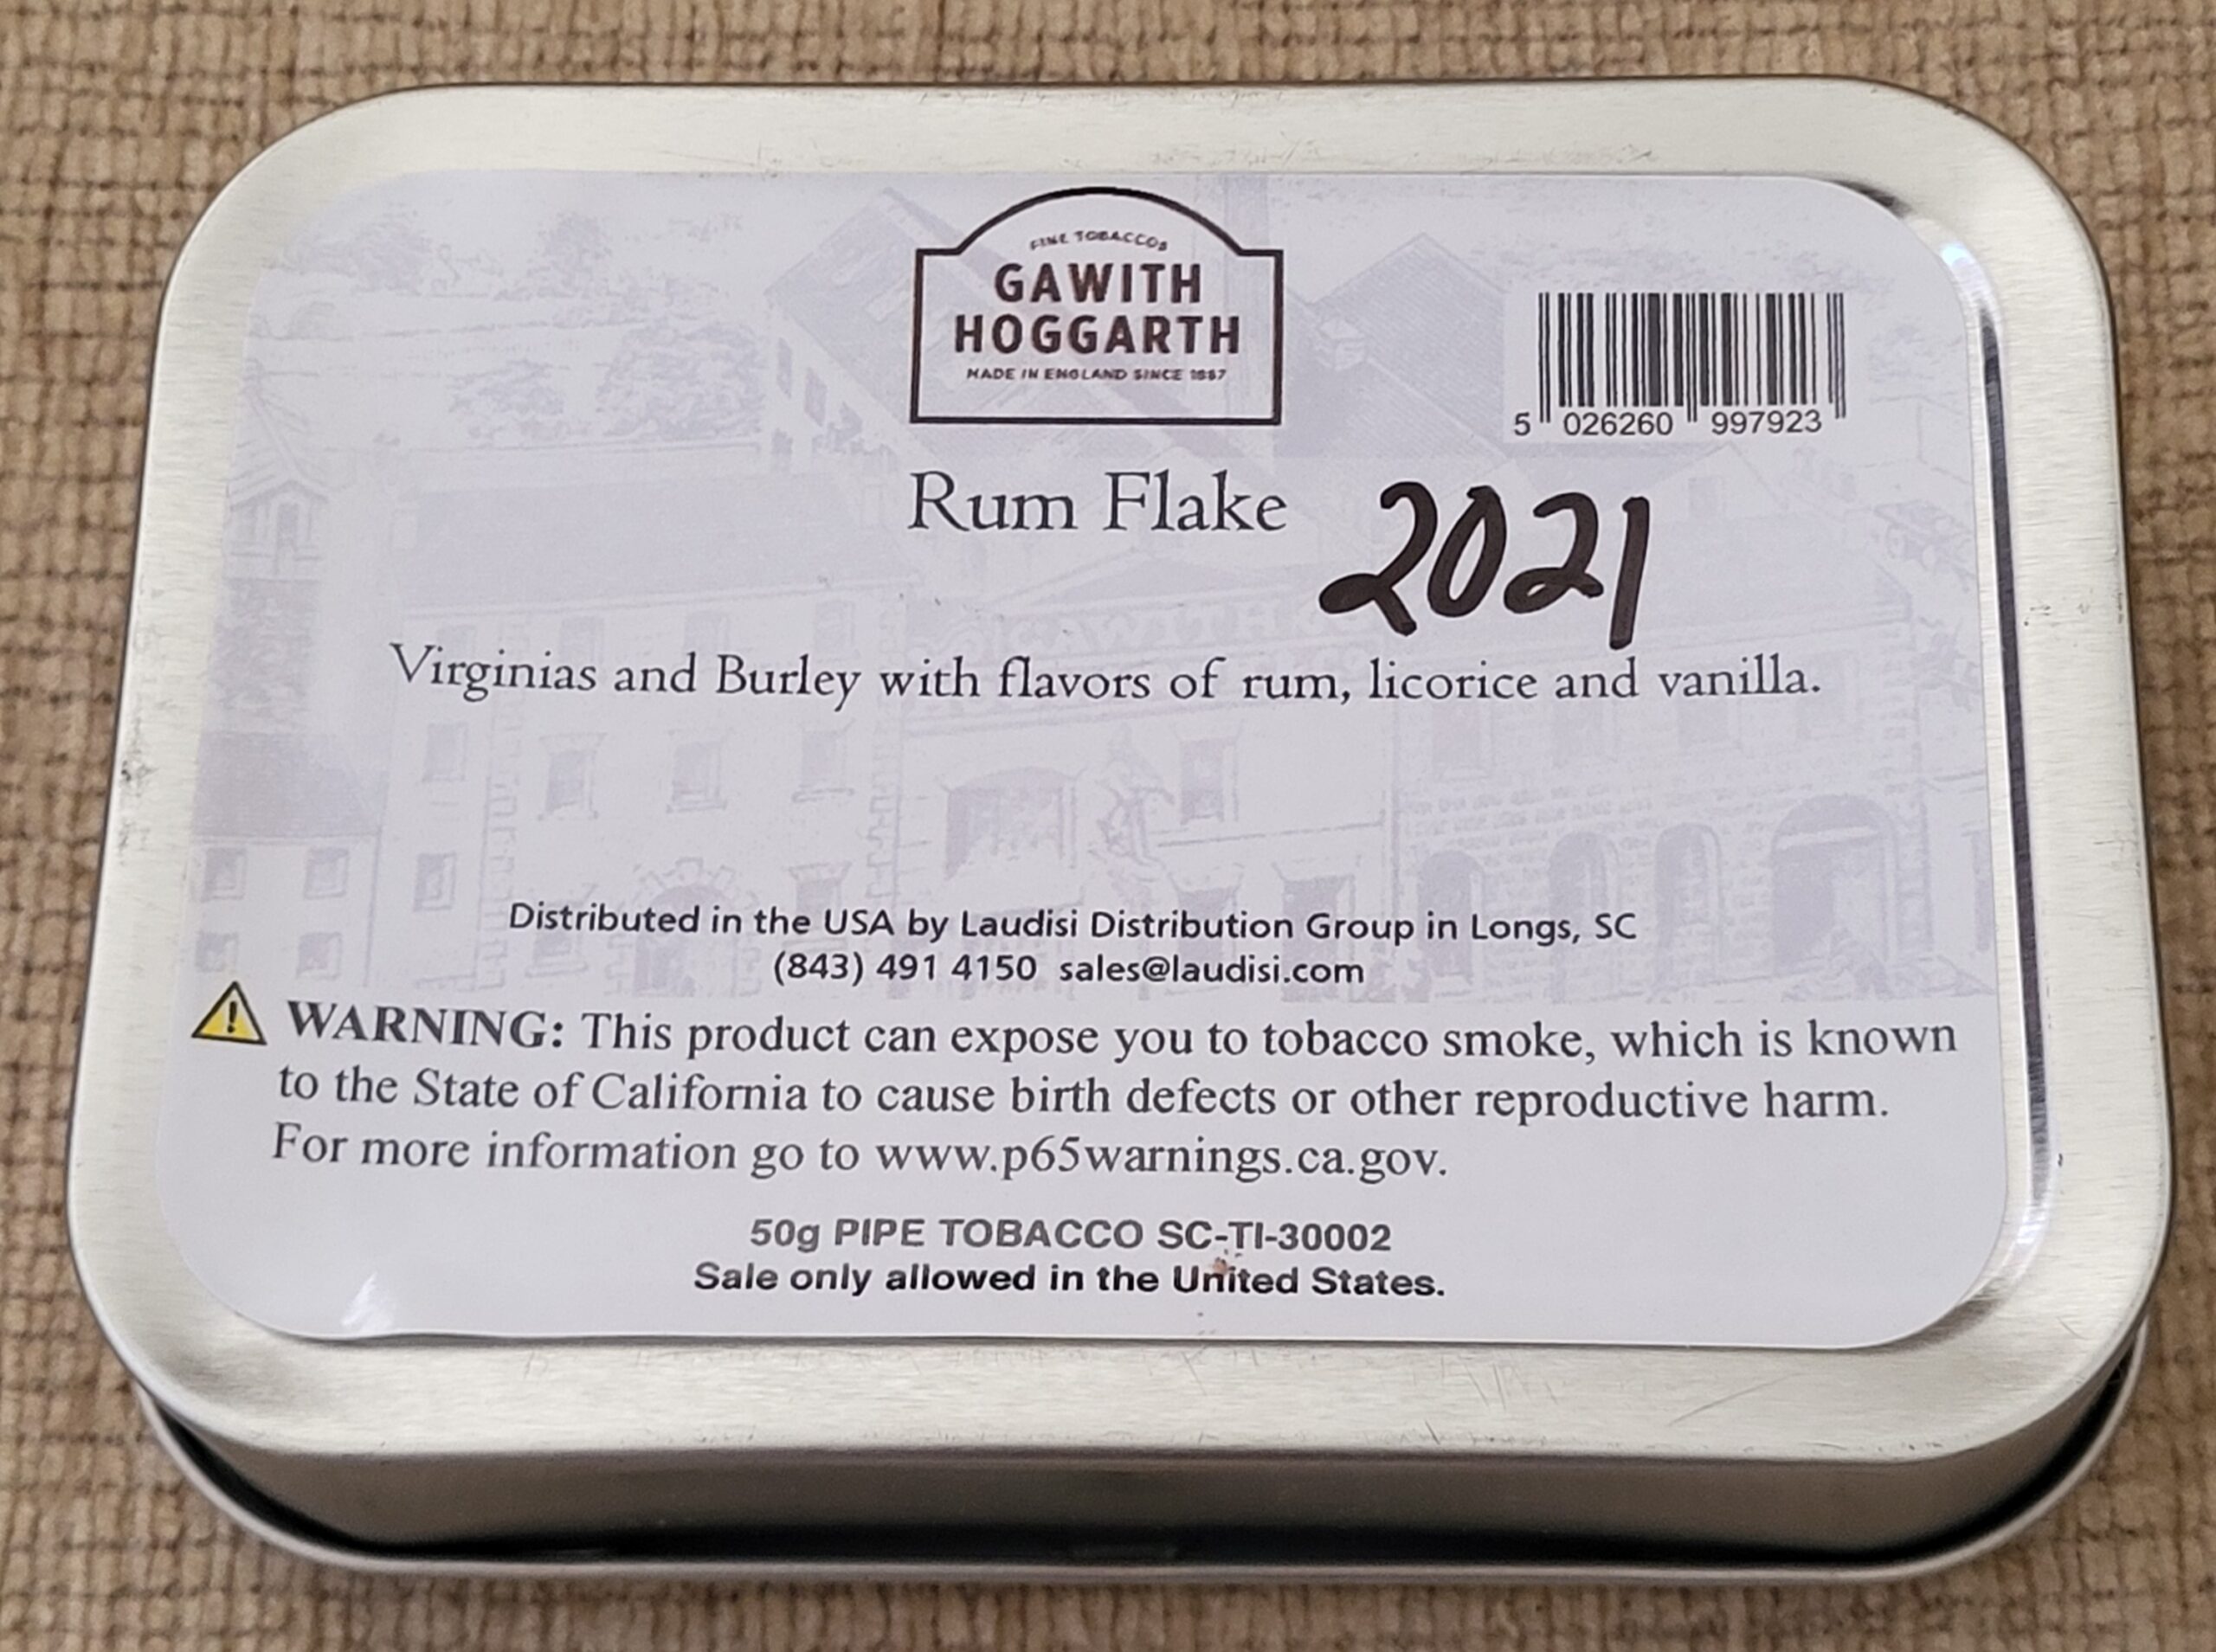 FINE TOBACCOS
GAWITH
HOGGARTH
MADE IN ENGLAND SINCE 1887
5 026260 997923
Rum Flake 2021
Virginias and Burley with flavors of rum, licorice and vanilla.
Distributed in the USA by Laudisi Distribution Group in Longs, SC
(843) 491 4150 sales@laudisi.com
WARNING: This product can expose you to tobacco smoke, which is known
to the State of California to cause birth defects or other reproductive harm.
For more information go to www.p65warnings.ca.gov.
50g PIPE TOBACCO SC-TI-30002
Sale only allowed in the United States.